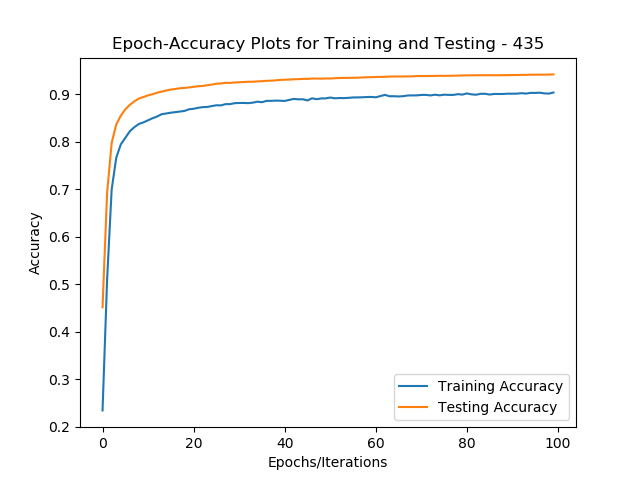 Epoch-Accuracy Plots for Training and Testing - 435
Accuracy
0.9
0.8
0.7
0.6
0.5
0.4
0.3
0.2
0
20
40
60
80
100
Epochs/Iterations
Training Accuracy
Testing Accuracy